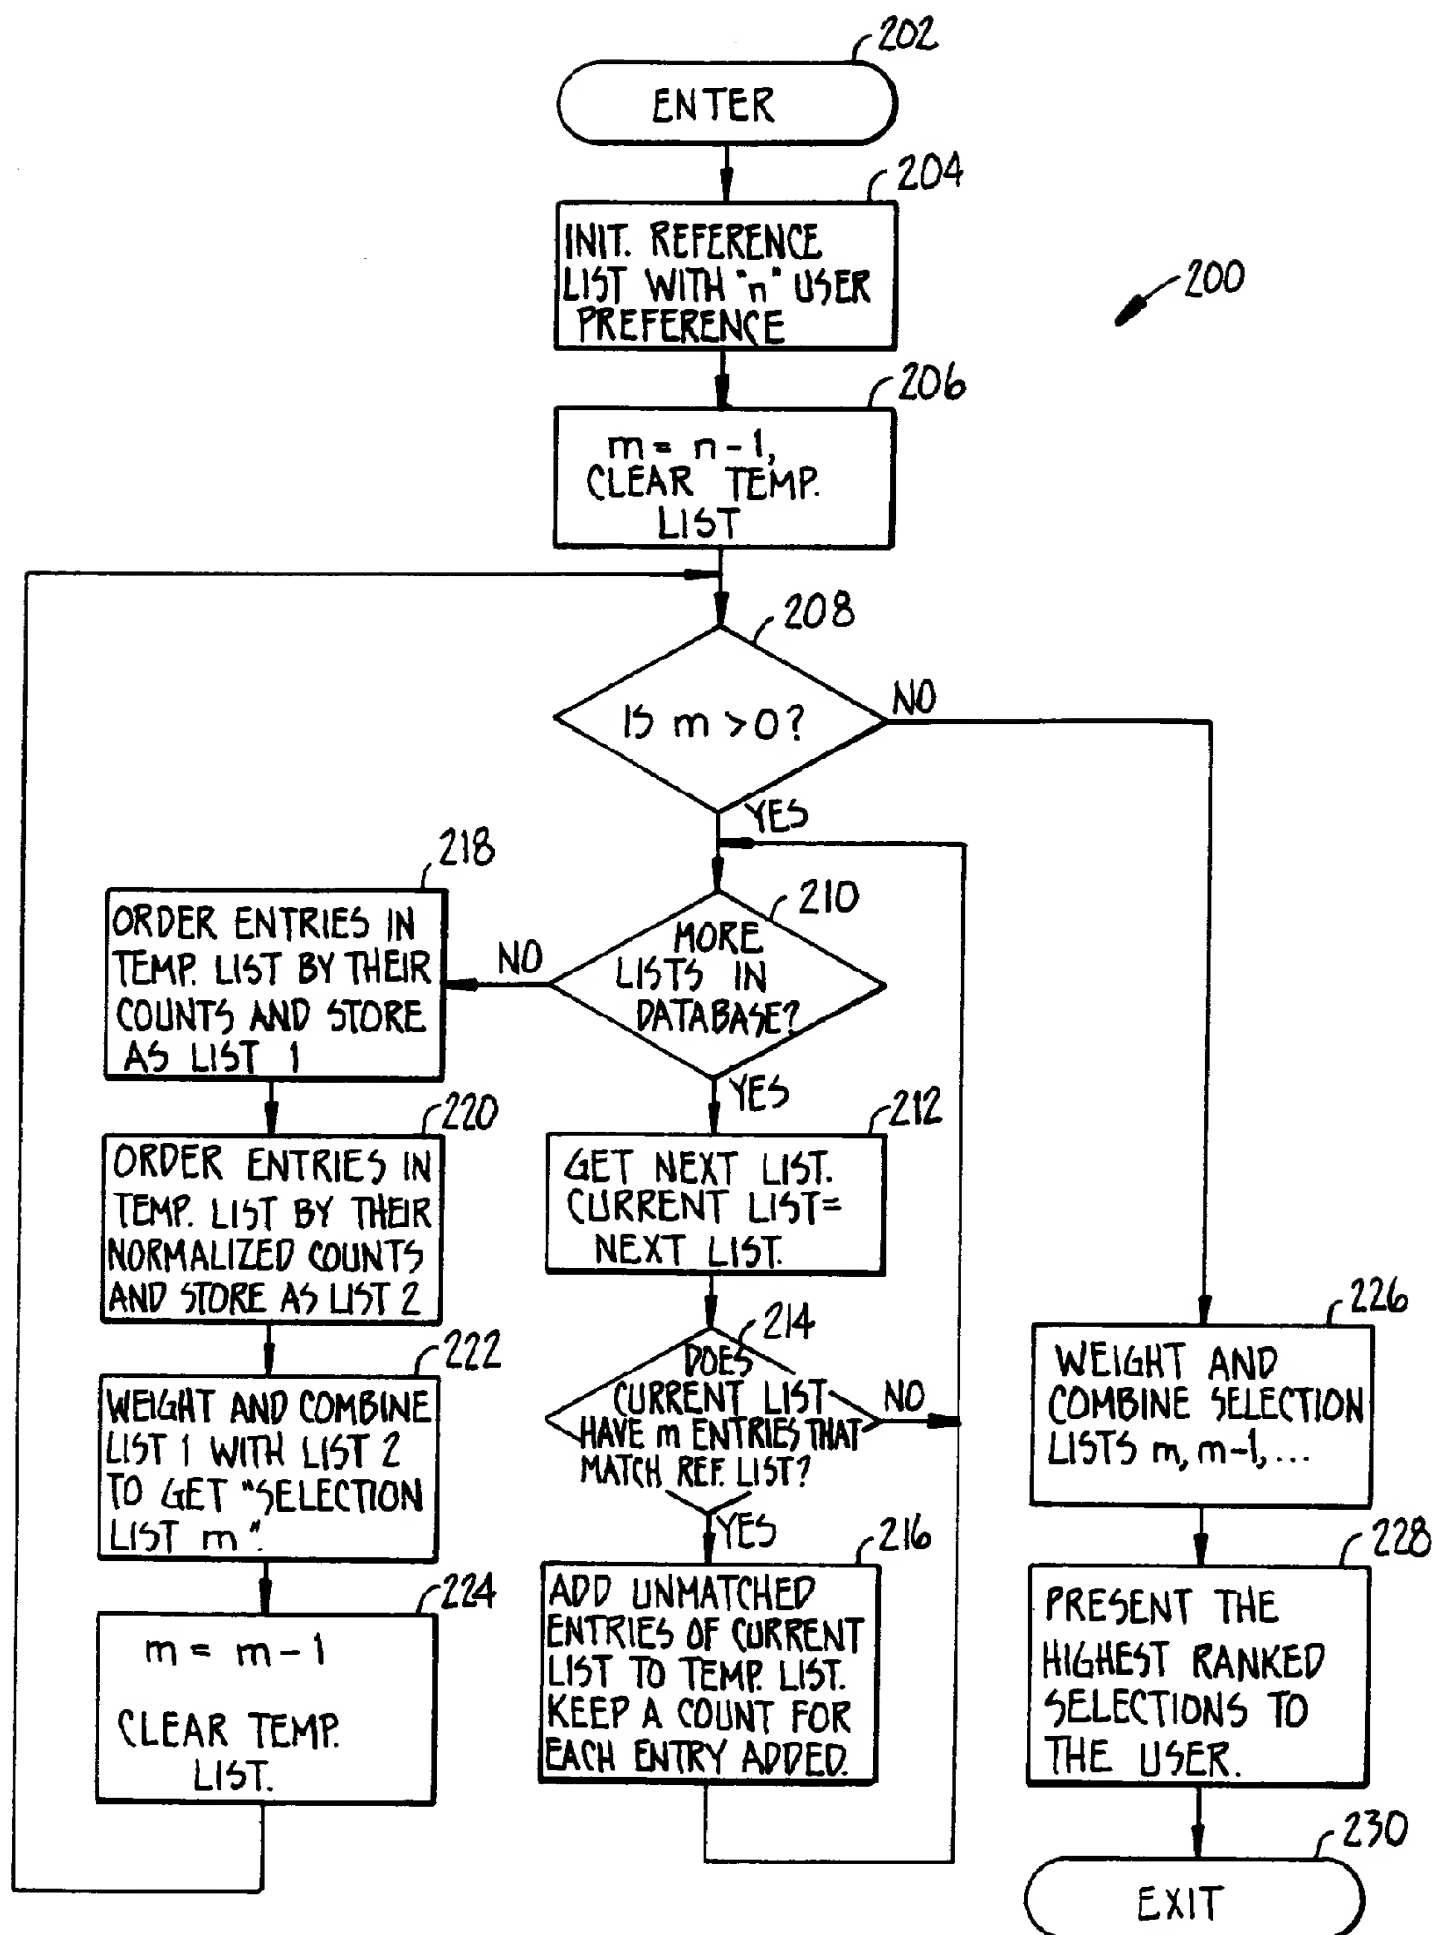 202
ENTER
204
INIT. REFERENCE
LIST WITH "n" USER
PREFERENCE
200
206
m = n - 1,
CLEAR TEMP.
LIST
208
IS m > 0?
NO
YES
210
MORE
LISTS IN
DATABASE?
NO
YES
218
ORDER ENTRIES IN
TEMP. LIST BY THEIR
COUNTS AND STORE
AS LIST 1
220
ORDER ENTRIES IN
TEMP. LIST BY THEIR
NORMALIZED COUNTS
AND STORE AS LIST 2
222
WEIGHT AND COMBINE
LIST 1 WITH LIST 2
TO GET "SELECTION
LIST m".
224
m = m - 1
CLEAR TEMP.
LIST.
212
GET NEXT LIST.
CURRENT LIST=
NEXT LIST.
214
DOES
CURRENT LIST
HAVE m ENTRIES THAT
MATCH REF. LIST?
NO
YES
216
ADD UNMATCHED
ENTRIES OF CURRENT
LIST TO TEMP. LIST.
KEEP A COUNT FOR
EACH ENTRY ADDED.
226
WEIGHT AND
COMBINE SELECTION
LISTS m, m-1, ...
228
PRESENT THE
HIGHEST RANKED
SELECTIONS TO
THE USER.
230
EXIT